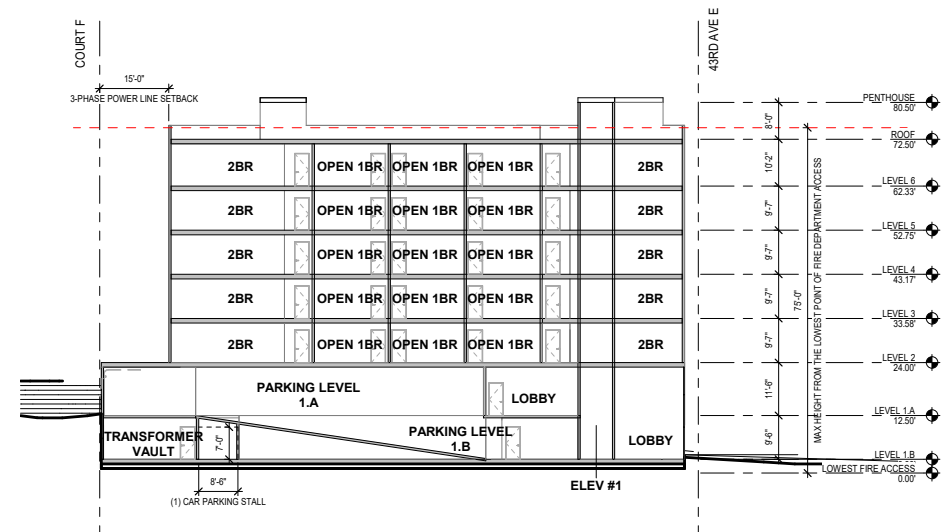 COURT F
43RD AVE E
15'-0"
3-PHASE POWER LINE SETBACK
PENTHOUSE
80.50'
8'-0"
ROOF
72.50'
10'-2"
2BR OPEN 1BR OPEN 1BR OPEN 1BR 2BR
LEVEL 6
62.33'
9'-7"
2BR OPEN 1BR OPEN 1BR OPEN 1BR 2BR
LEVEL 5
52.75'
9'-7"
2BR OPEN 1BR OPEN 1BR OPEN 1BR 2BR
LEVEL 4
43.17'
9'-7"
2BR OPEN 1BR OPEN 1BR OPEN 1BR 2BR
LEVEL 3
33.58'
9'-7"
2BR OPEN 1BR OPEN 1BR OPEN 1BR 2BR
LEVEL 2
24.00'
75'-0"
MAX HEIGHT FROM THE LOWEST POINT OF FIRE DEPARTMENT ACCESS
11'-6"
PARKING LEVEL
1.A
LOBBY
LEVEL 1.A
12.50'
9'-6"
TRANSFORMER
VAULT
7'-0"
PARKING LEVEL
1.B
LOBBY
LEVEL 1.B
LOWEST FIRE ACCESS
0.00'
8'-6"
(1) CAR PARKING STALL
ELEV #1